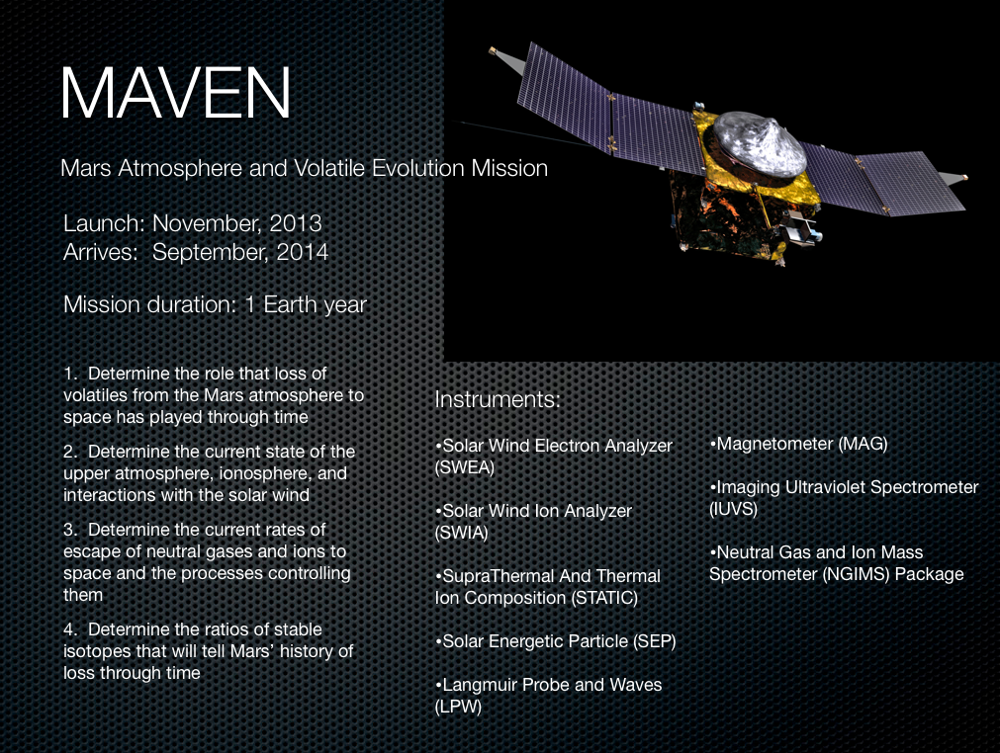 MAVEN
Mars Atmosphere and Volatile Evolution Mission
Launch: November, 2013
Arrives:  September, 2014
Mission duration: 1 Earth year
1.  Determine the role that loss of
volatiles from the Mars atmosphere to
space has played through time
2.  Determine the current state of the
upper atmosphere, ionosphere, and
interactions with the solar wind
3.  Determine the current rates of
escape of neutral gases and ions to
space and the processes controlling
them
4.  Determine the ratios of stable
isotopes that will tell Mars’ history of
loss through time
Instruments:
•Solar Wind Electron Analyzer
(SWEA)
•Solar Wind Ion Analyzer
(SWIA)
•SupraThermal And Thermal
Ion Composition (STATIC)
•Solar Energetic Particle (SEP)
•Langmuir Probe and Waves
(LPW)
•Magnetometer (MAG)
•Imaging Ultraviolet Spectrometer
(IUVS)
•Neutral Gas and Ion Mass
Spectrometer (NGIMS) Package